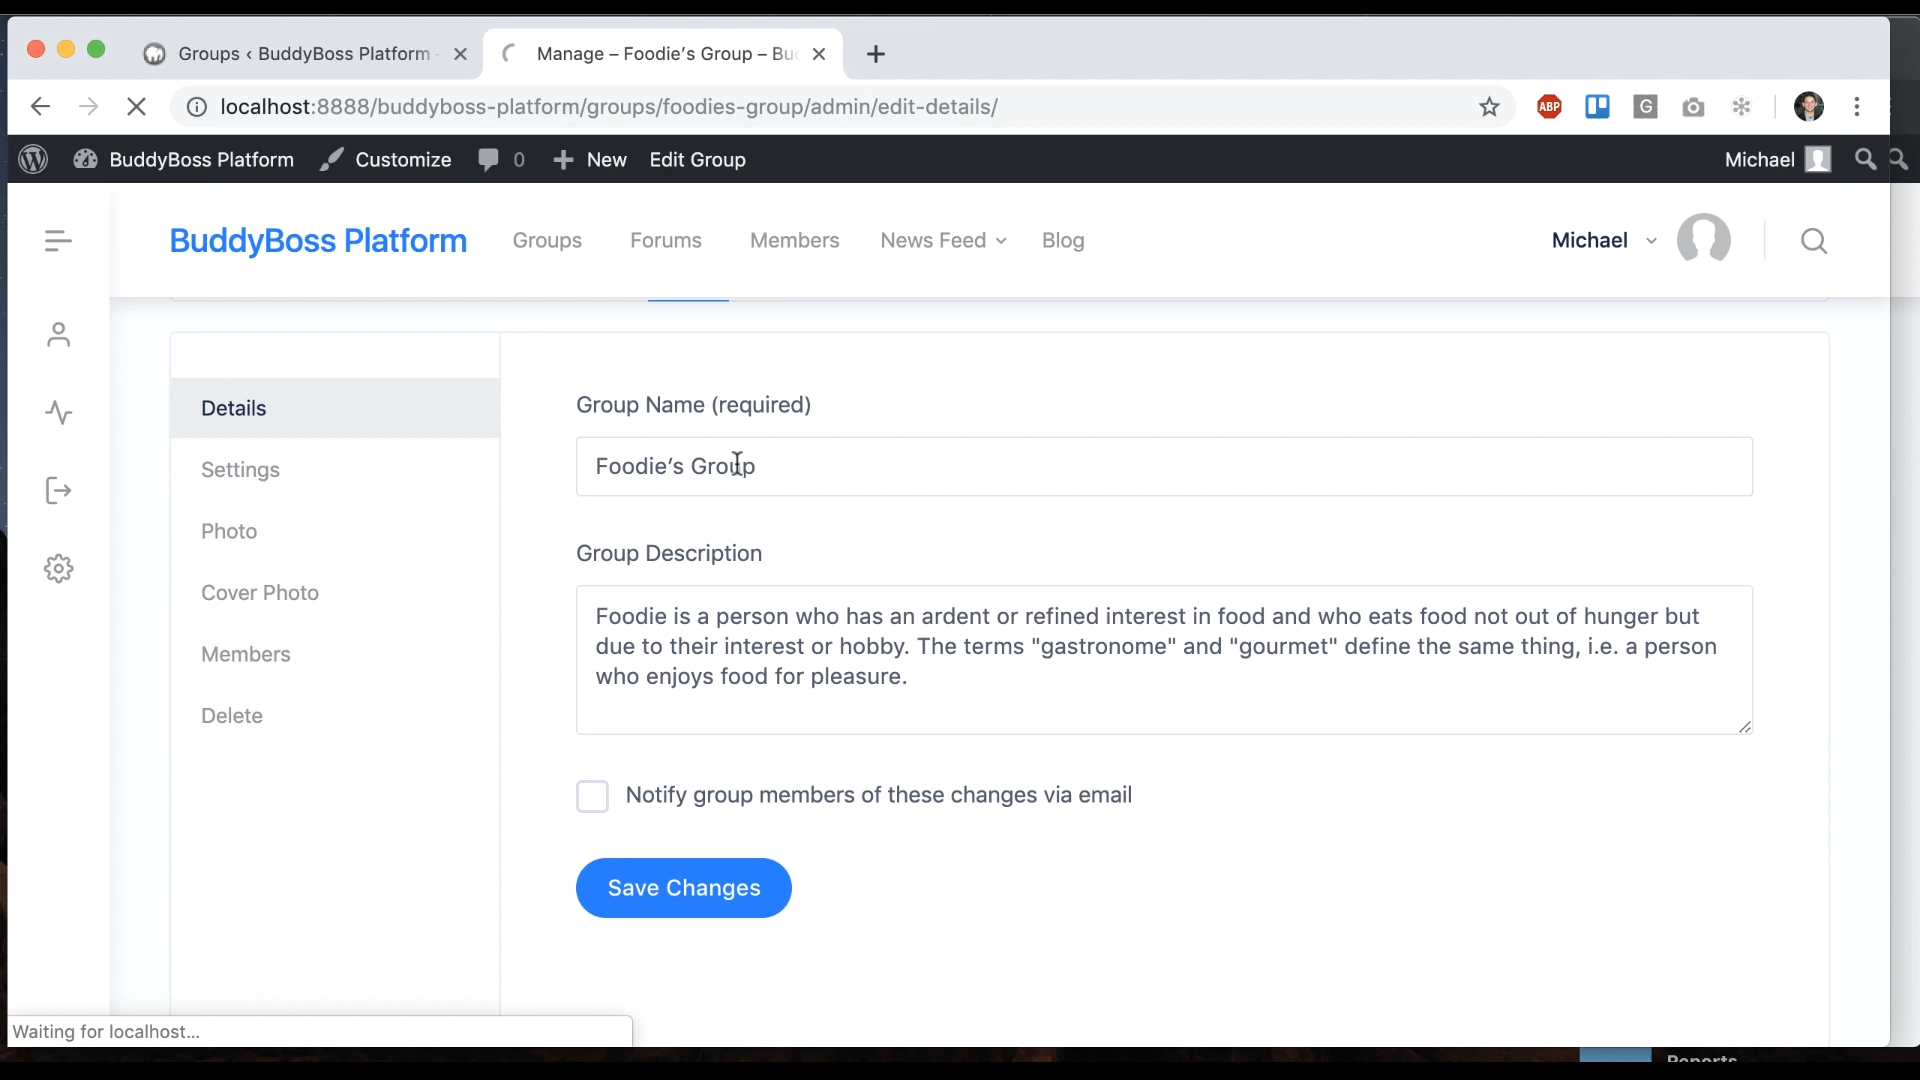 Groups ‹ BuddyBoss Platform -
Manage – Foodie's Group – Bu
localhost:8888/buddyboss-platform/groups/foodies-group/admin/edit-details/
ABP
G
BuddyBoss Platform
Customize
0
New
Edit Group
Michael
BuddyBoss Platform
Groups
Forums
Members
News Feed
Blog
Michael
Details
Settings
Photo
Cover Photo
Members
Delete
Group Name (required)
Foodie's Group
Group Description
Foodie is a person who has an ardent or refined interest in food and who eats food not out of hunger but
due to their interest or hobby. The terms "gastronome" and "gourmet" define the same thing, i.e. a person
who enjoys food for pleasure.
Notify group members of these changes via email
Save Changes
Waiting for localhost...
Reports